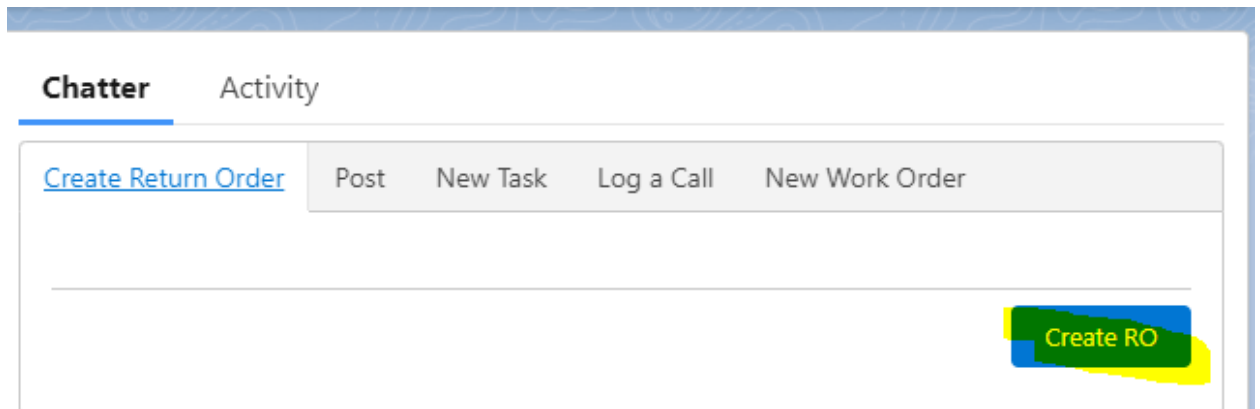 Chatter Activity
Create Return Order Post New Task Log a Call New Work Order
Create RO